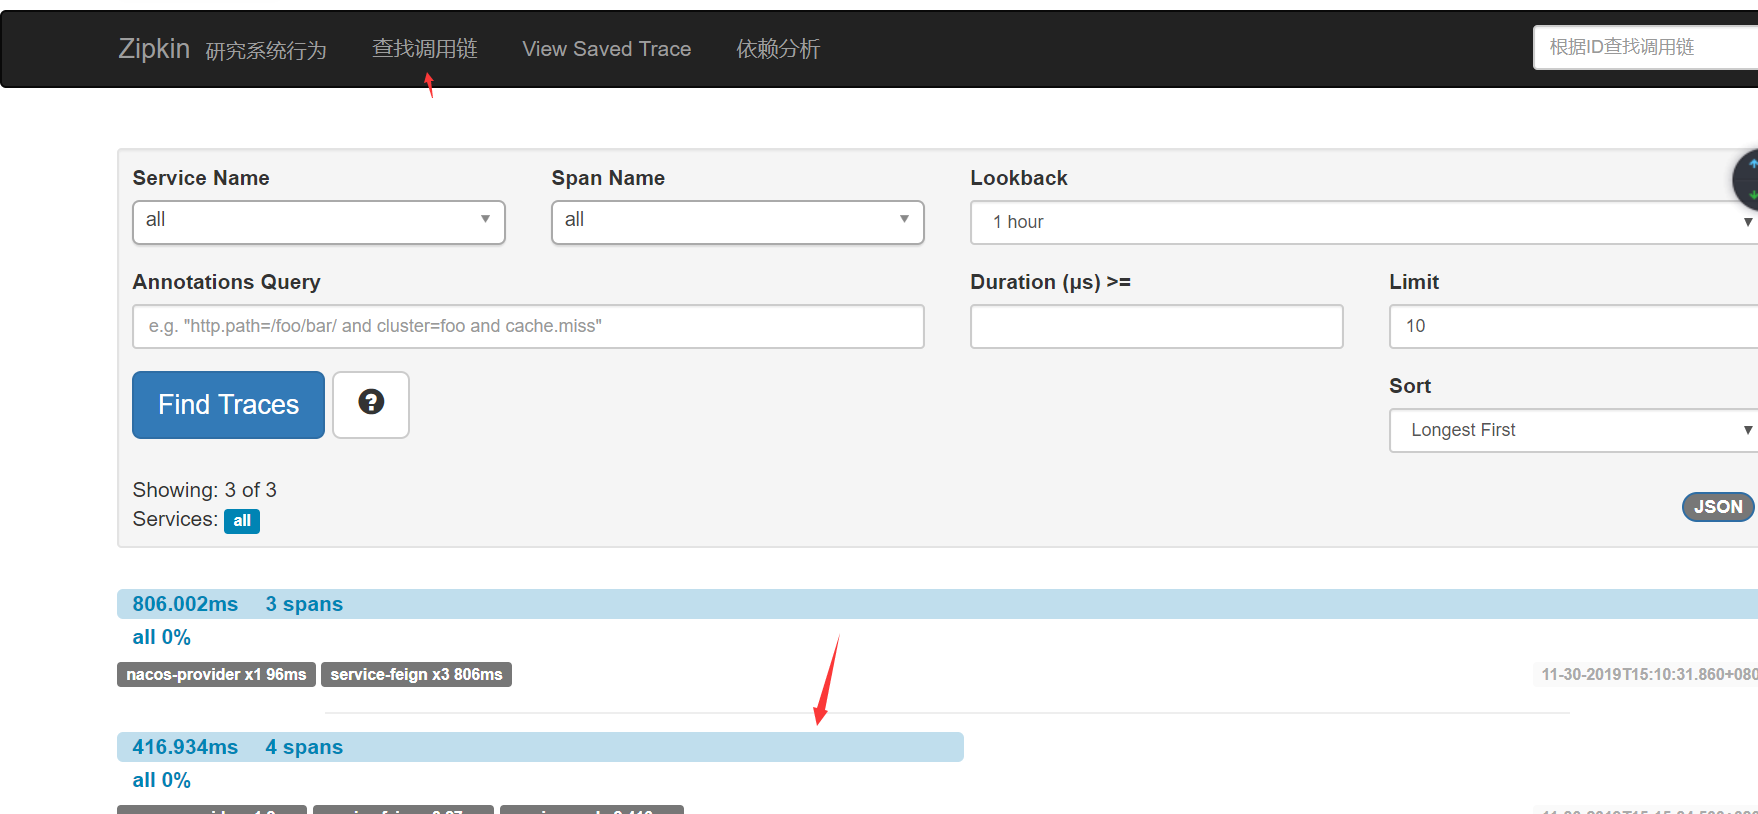 Zipkin 研究系统行为 查找调用链 View Saved Trace 依赖分析 根据ID查找调用链
Service Name Span Name Lookback
all all 1 hour
Annotations Query Duration (μs) >= Limit
e.g. "http.path=/foo/bar/ and cluster=foo and cache.miss" 10
Find Traces
Sort
Longest First
Showing: 3 of 3
Services: all
JSON
806.002ms 3 spans
all 0%
nacos-provider x1 96ms service-feign x3 806ms 11-30-2019T15:10:31.860+080
416.934ms 4 spans
all 0%